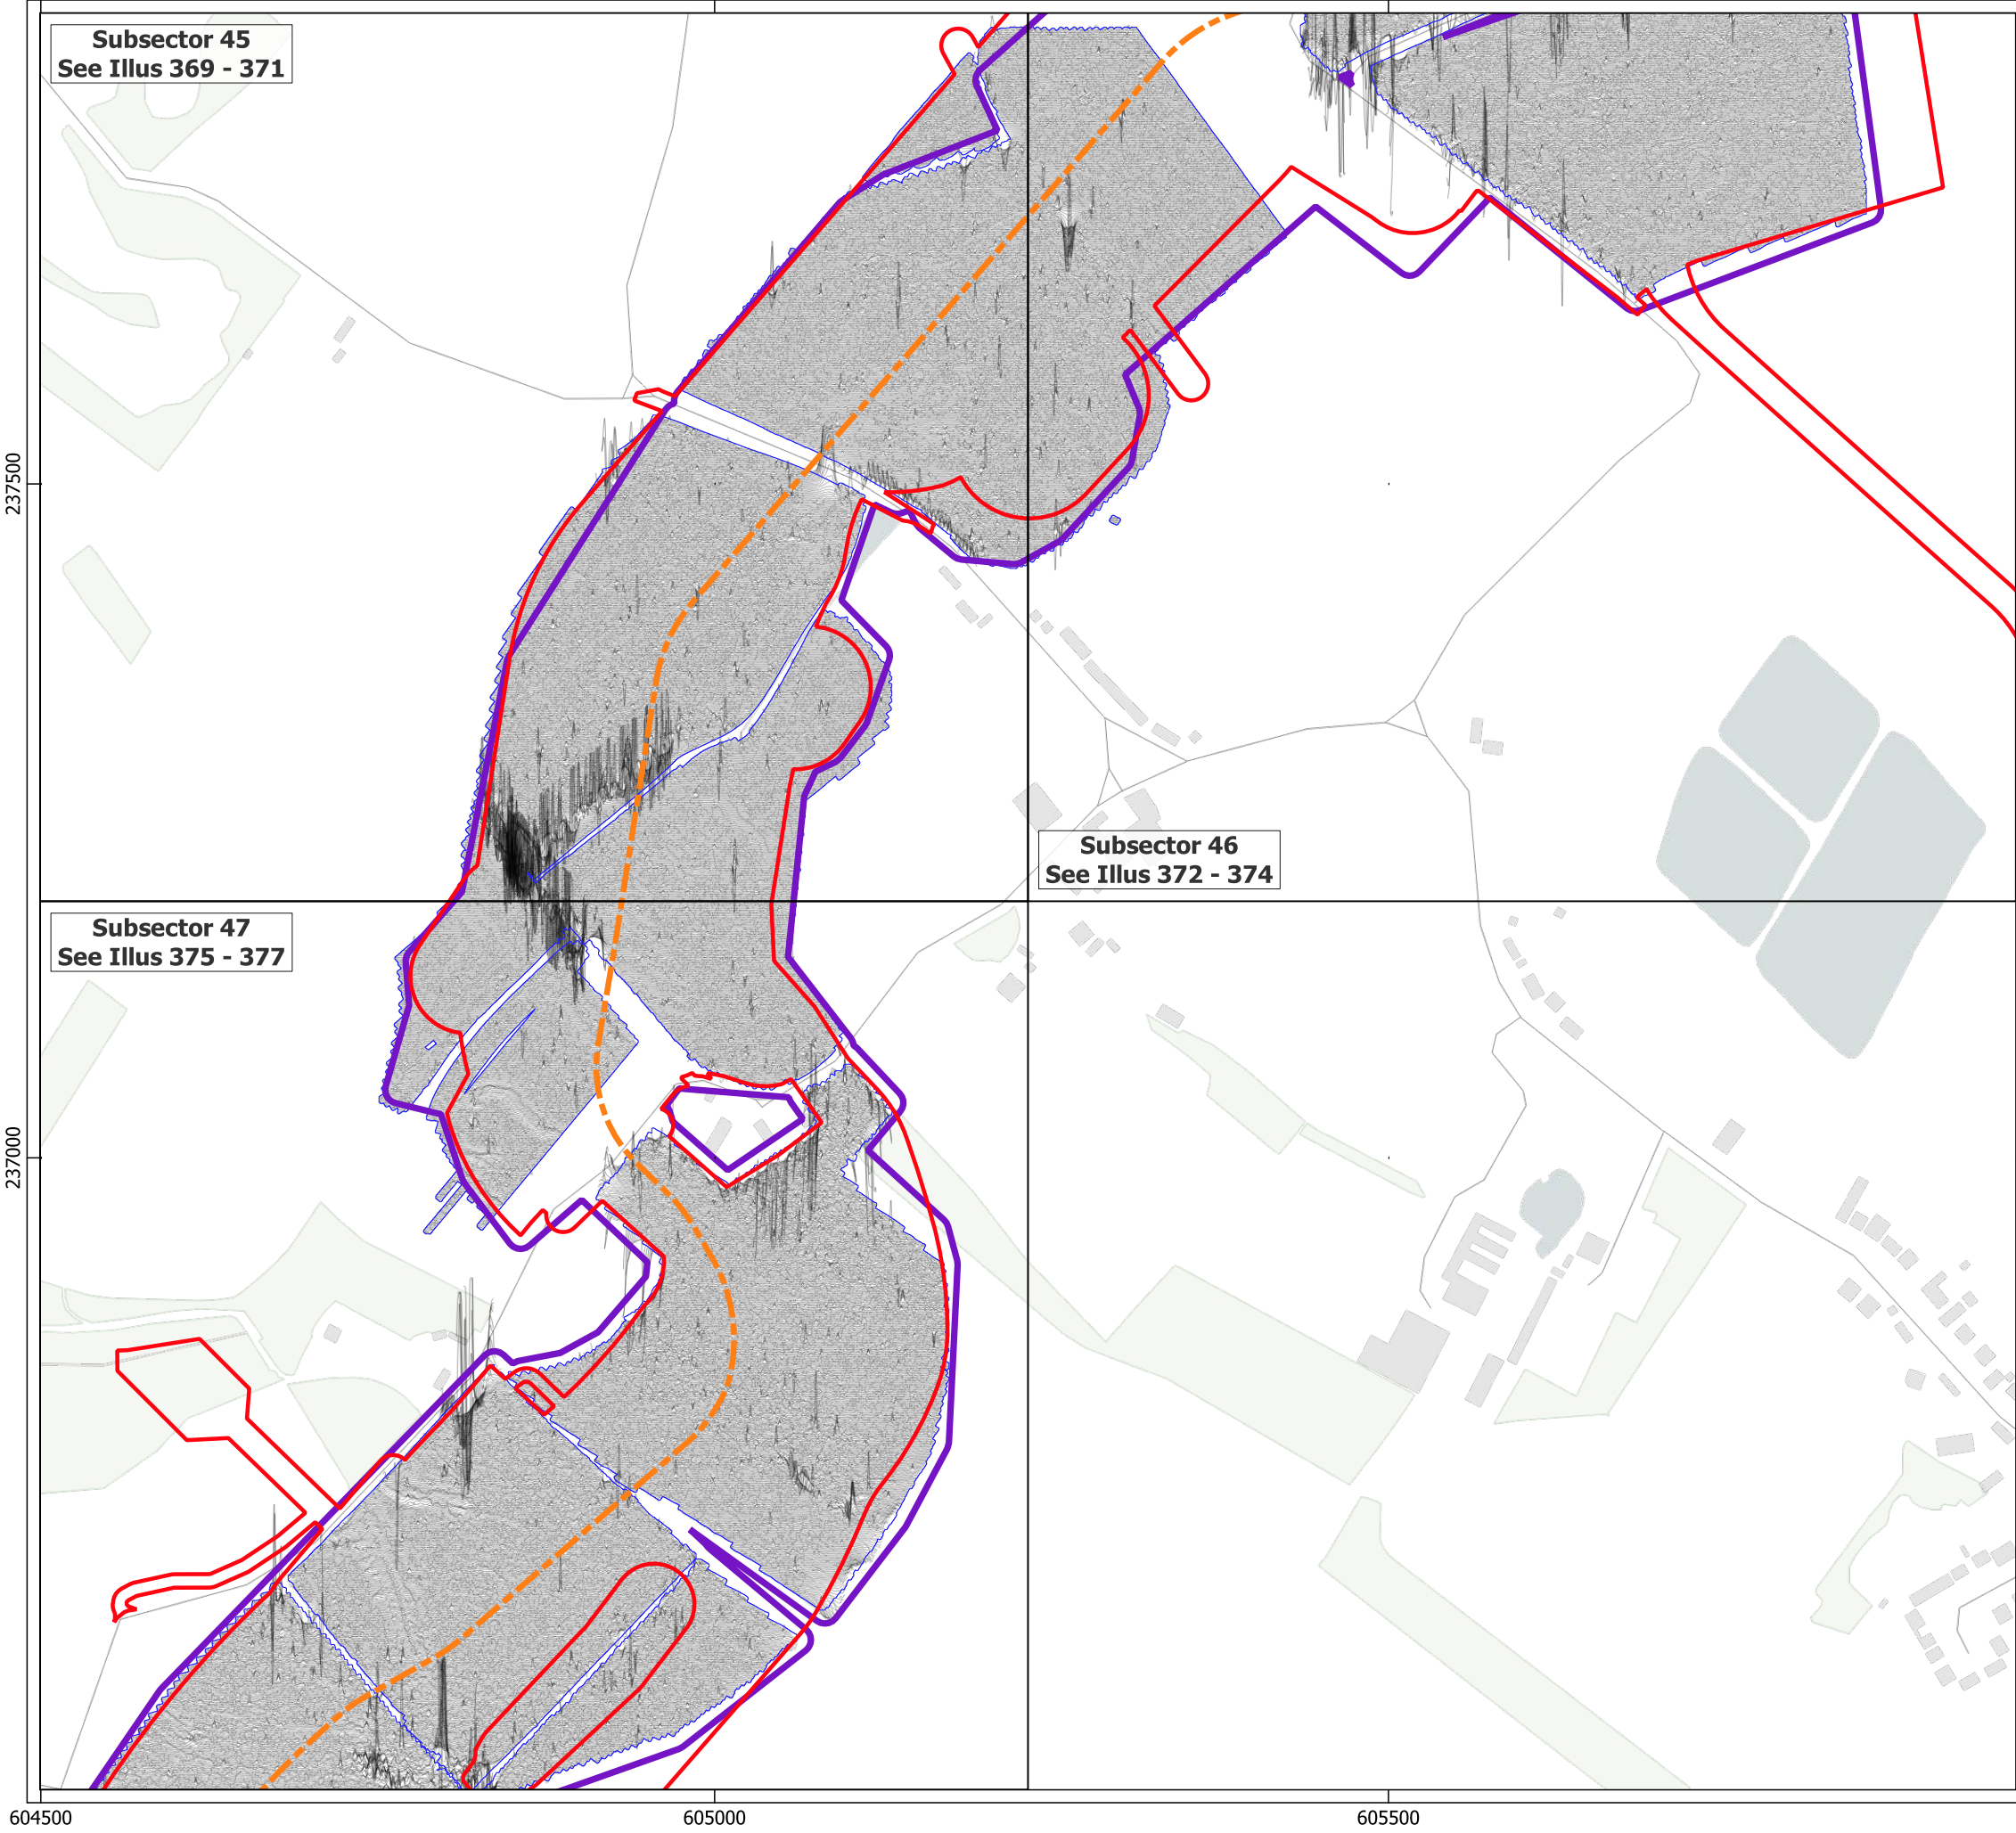 Subsector 45
See Illus 369 - 371
237500
Subsector 46
See Illus 372 - 374
Subsector 47
See Illus 375 - 377
237000
604500
605000
605500